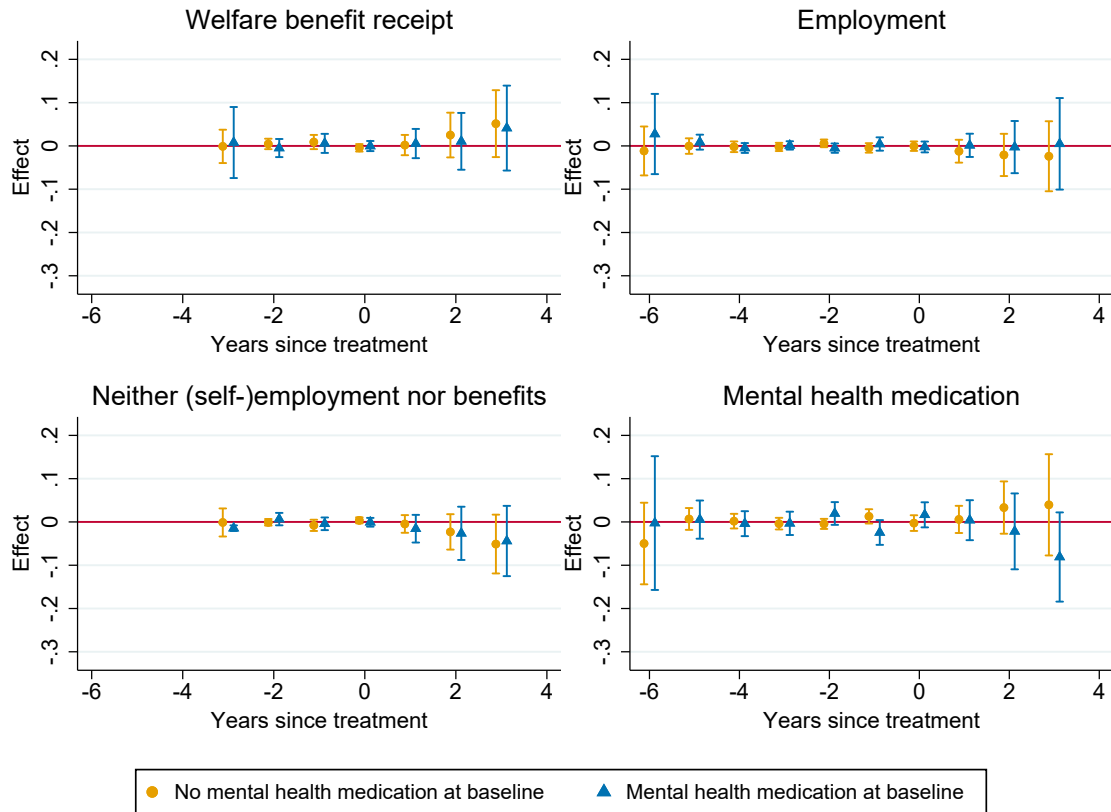 Welfare benefit receipt
Effect
.2
.1
0
-.1
-.2
-.3
-6 -4 -2 0 2 4
Years since treatment
Employment
Effect
.2
.1
0
-.1
-.2
-.3
-6 -4 -2 0 2 4
Years since treatment
Neither (self-)employment nor benefits
Effect
.2
.1
0
-.1
-.2
-.3
-6 -4 -2 0 2 4
Years since treatment
Mental health medication
Effect
.2
.1
0
-.1
-.2
-.3
-6 -4 -2 0 2 4
Years since treatment
No mental health medication at baseline Mental health medication at baseline